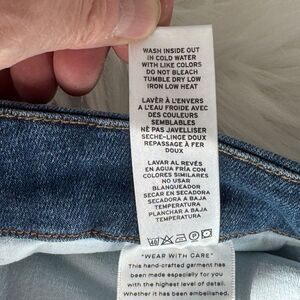 WASH INSIDE OUT
IN COLD WATER
WITH LIKE COLORS
DO NOT BLEACH
TUMBLE DRY LOW
IRON LOW HEAT
LAVÈR À L'ENVERS
A L'EAU FROIDE AVEC
DES COULEURS
SEMBLABLES
NE PAS JAVELLISER
SECHE-LINGE DOUX
REPASSAGE À FER
DOUX
LAVAR AL REVÉS
EN AGUA FRÍA CON
COLORES SIMILARES
NO USAR
BLANQUEADOR
SECAR EN SECADORA
SECADORA A BAJA
TEMPERATURA
PLANCHAR A BAJA
TEMPERATURA
"WEAR WITH CARE"
This hand-crafted garment has
been made especially for you
with the highest level of detail.
Whether it has been embellished,